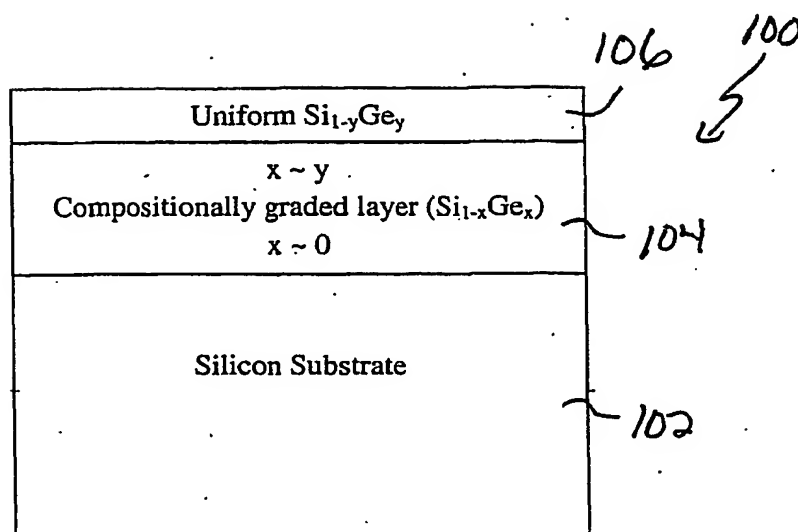 100
106
Uniform Si₁₋yGey
x ~ y
Compositionally graded layer (Si₁₋ₓGeₓ)
104
x ~ 0
Silicon Substrate
102